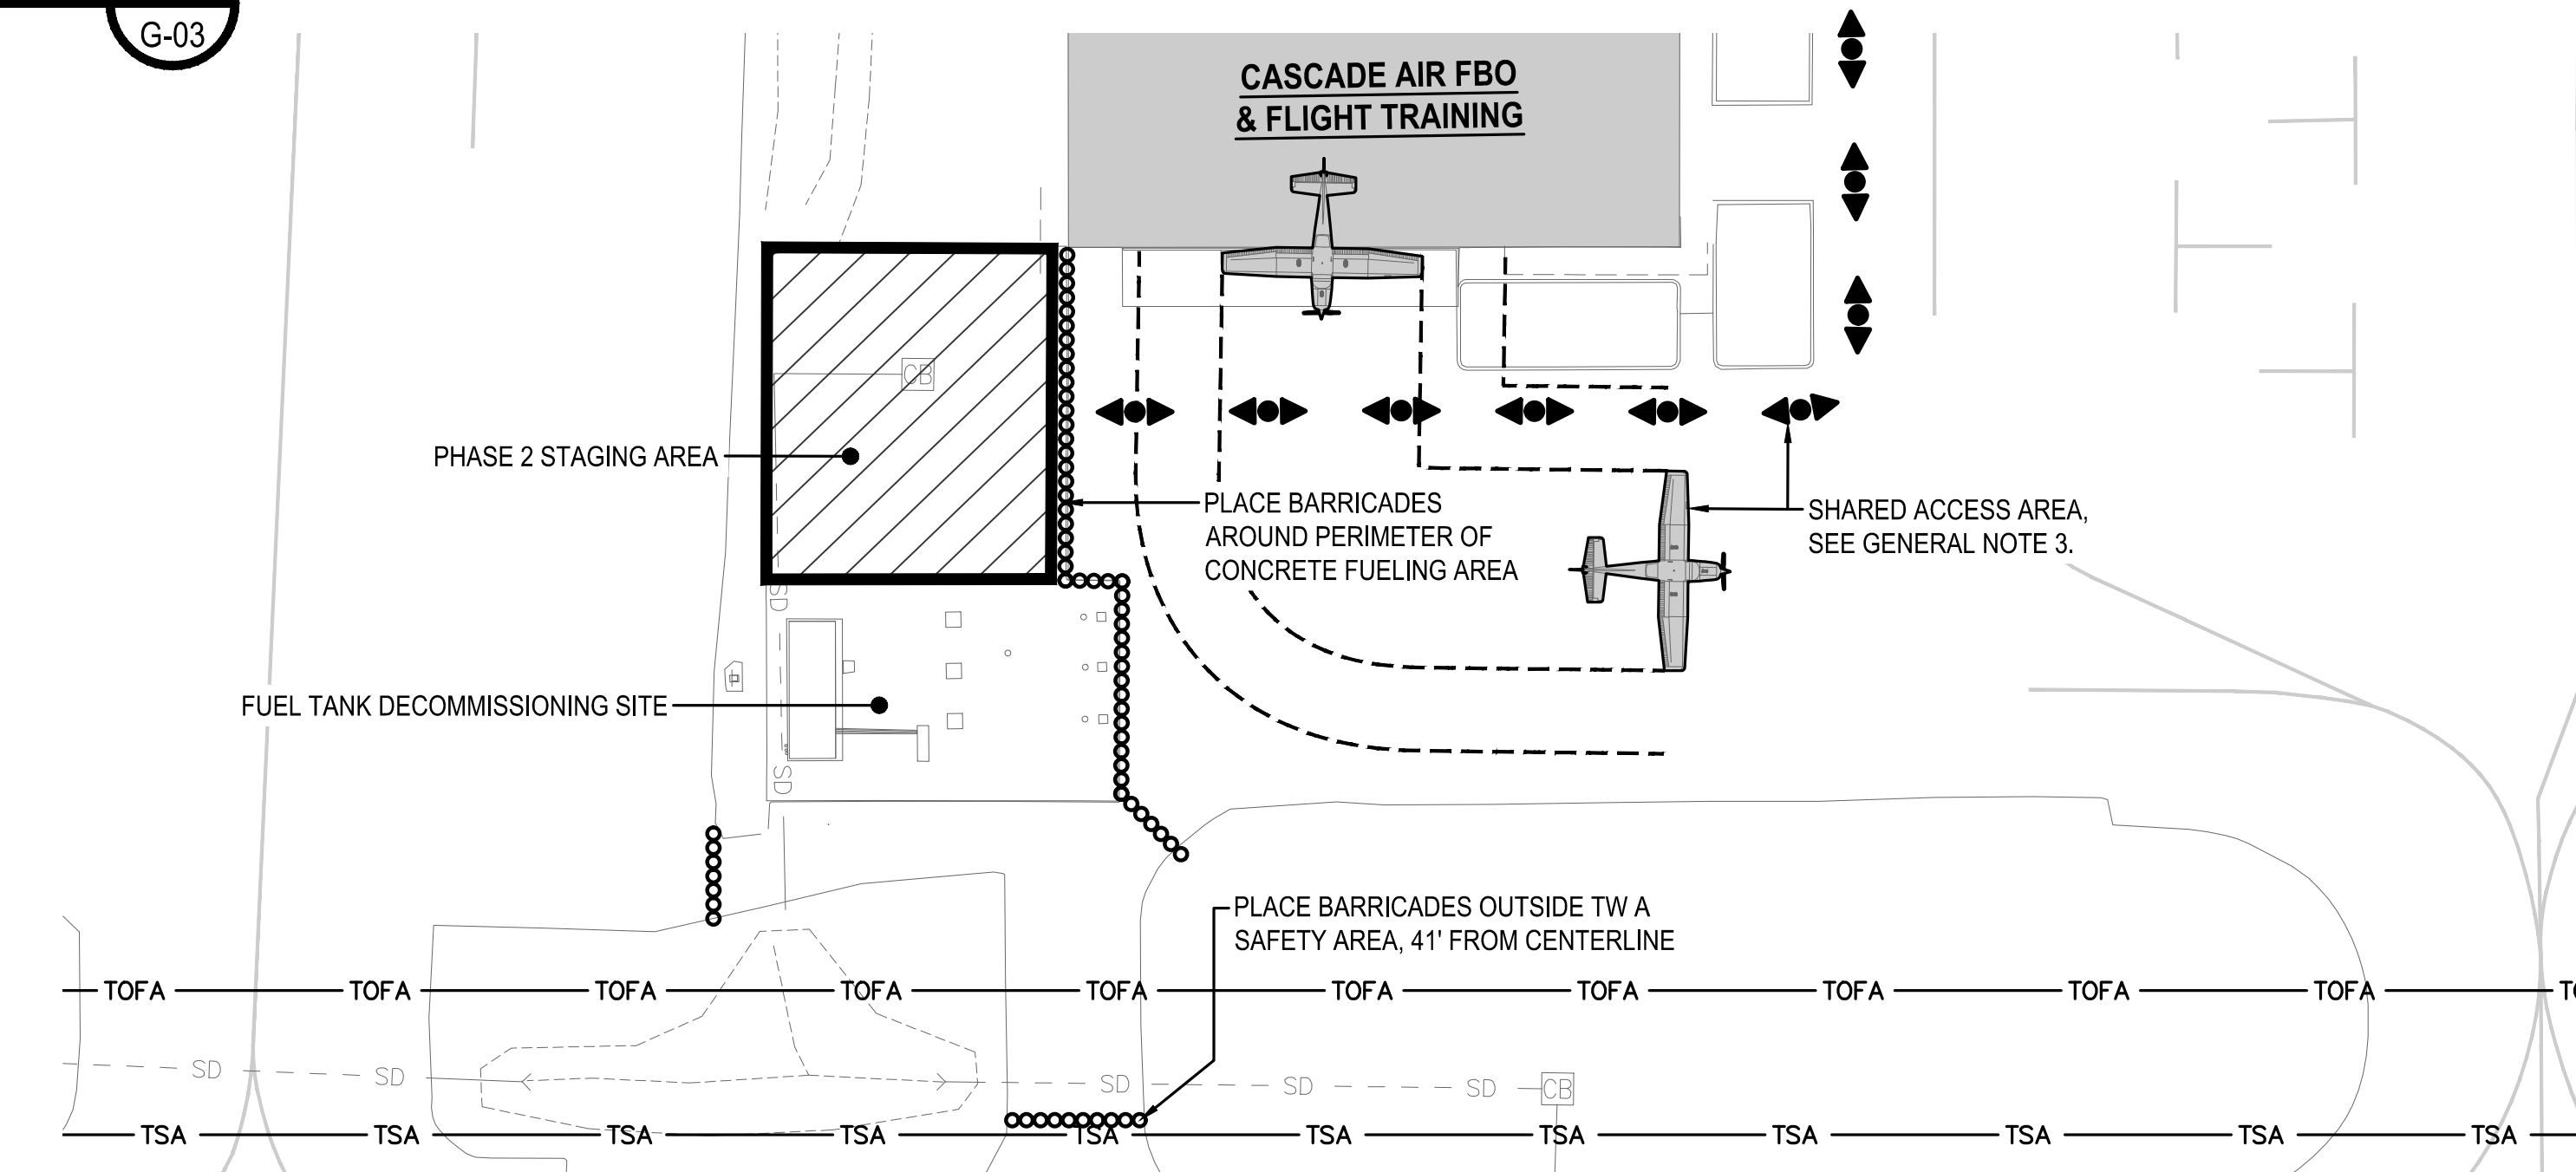 G-03
CASCADE AIR FBO
& FLIGHT TRAINING
CB
PHASE 2 STAGING AREA
PLACE BARRICADES
AROUND PERIMETER OF
CONCRETE FUELING AREA
SHARED ACCESS AREA,
SEE GENERAL NOTE 3.
SD
FUEL TANK DECOMMISSIONING SITE
SD
PLACE BARRICADES OUTSIDE TW A
SAFETY AREA, 41' FROM CENTERLINE
TOFA TOFA TOFA TOFA TOFA TOFA TOFA TOFA TOFA TOFA
SD SD SD SD SD CB
TSA TSA TSA TSA TSA TSA TSA TSA TSA TSA TSA